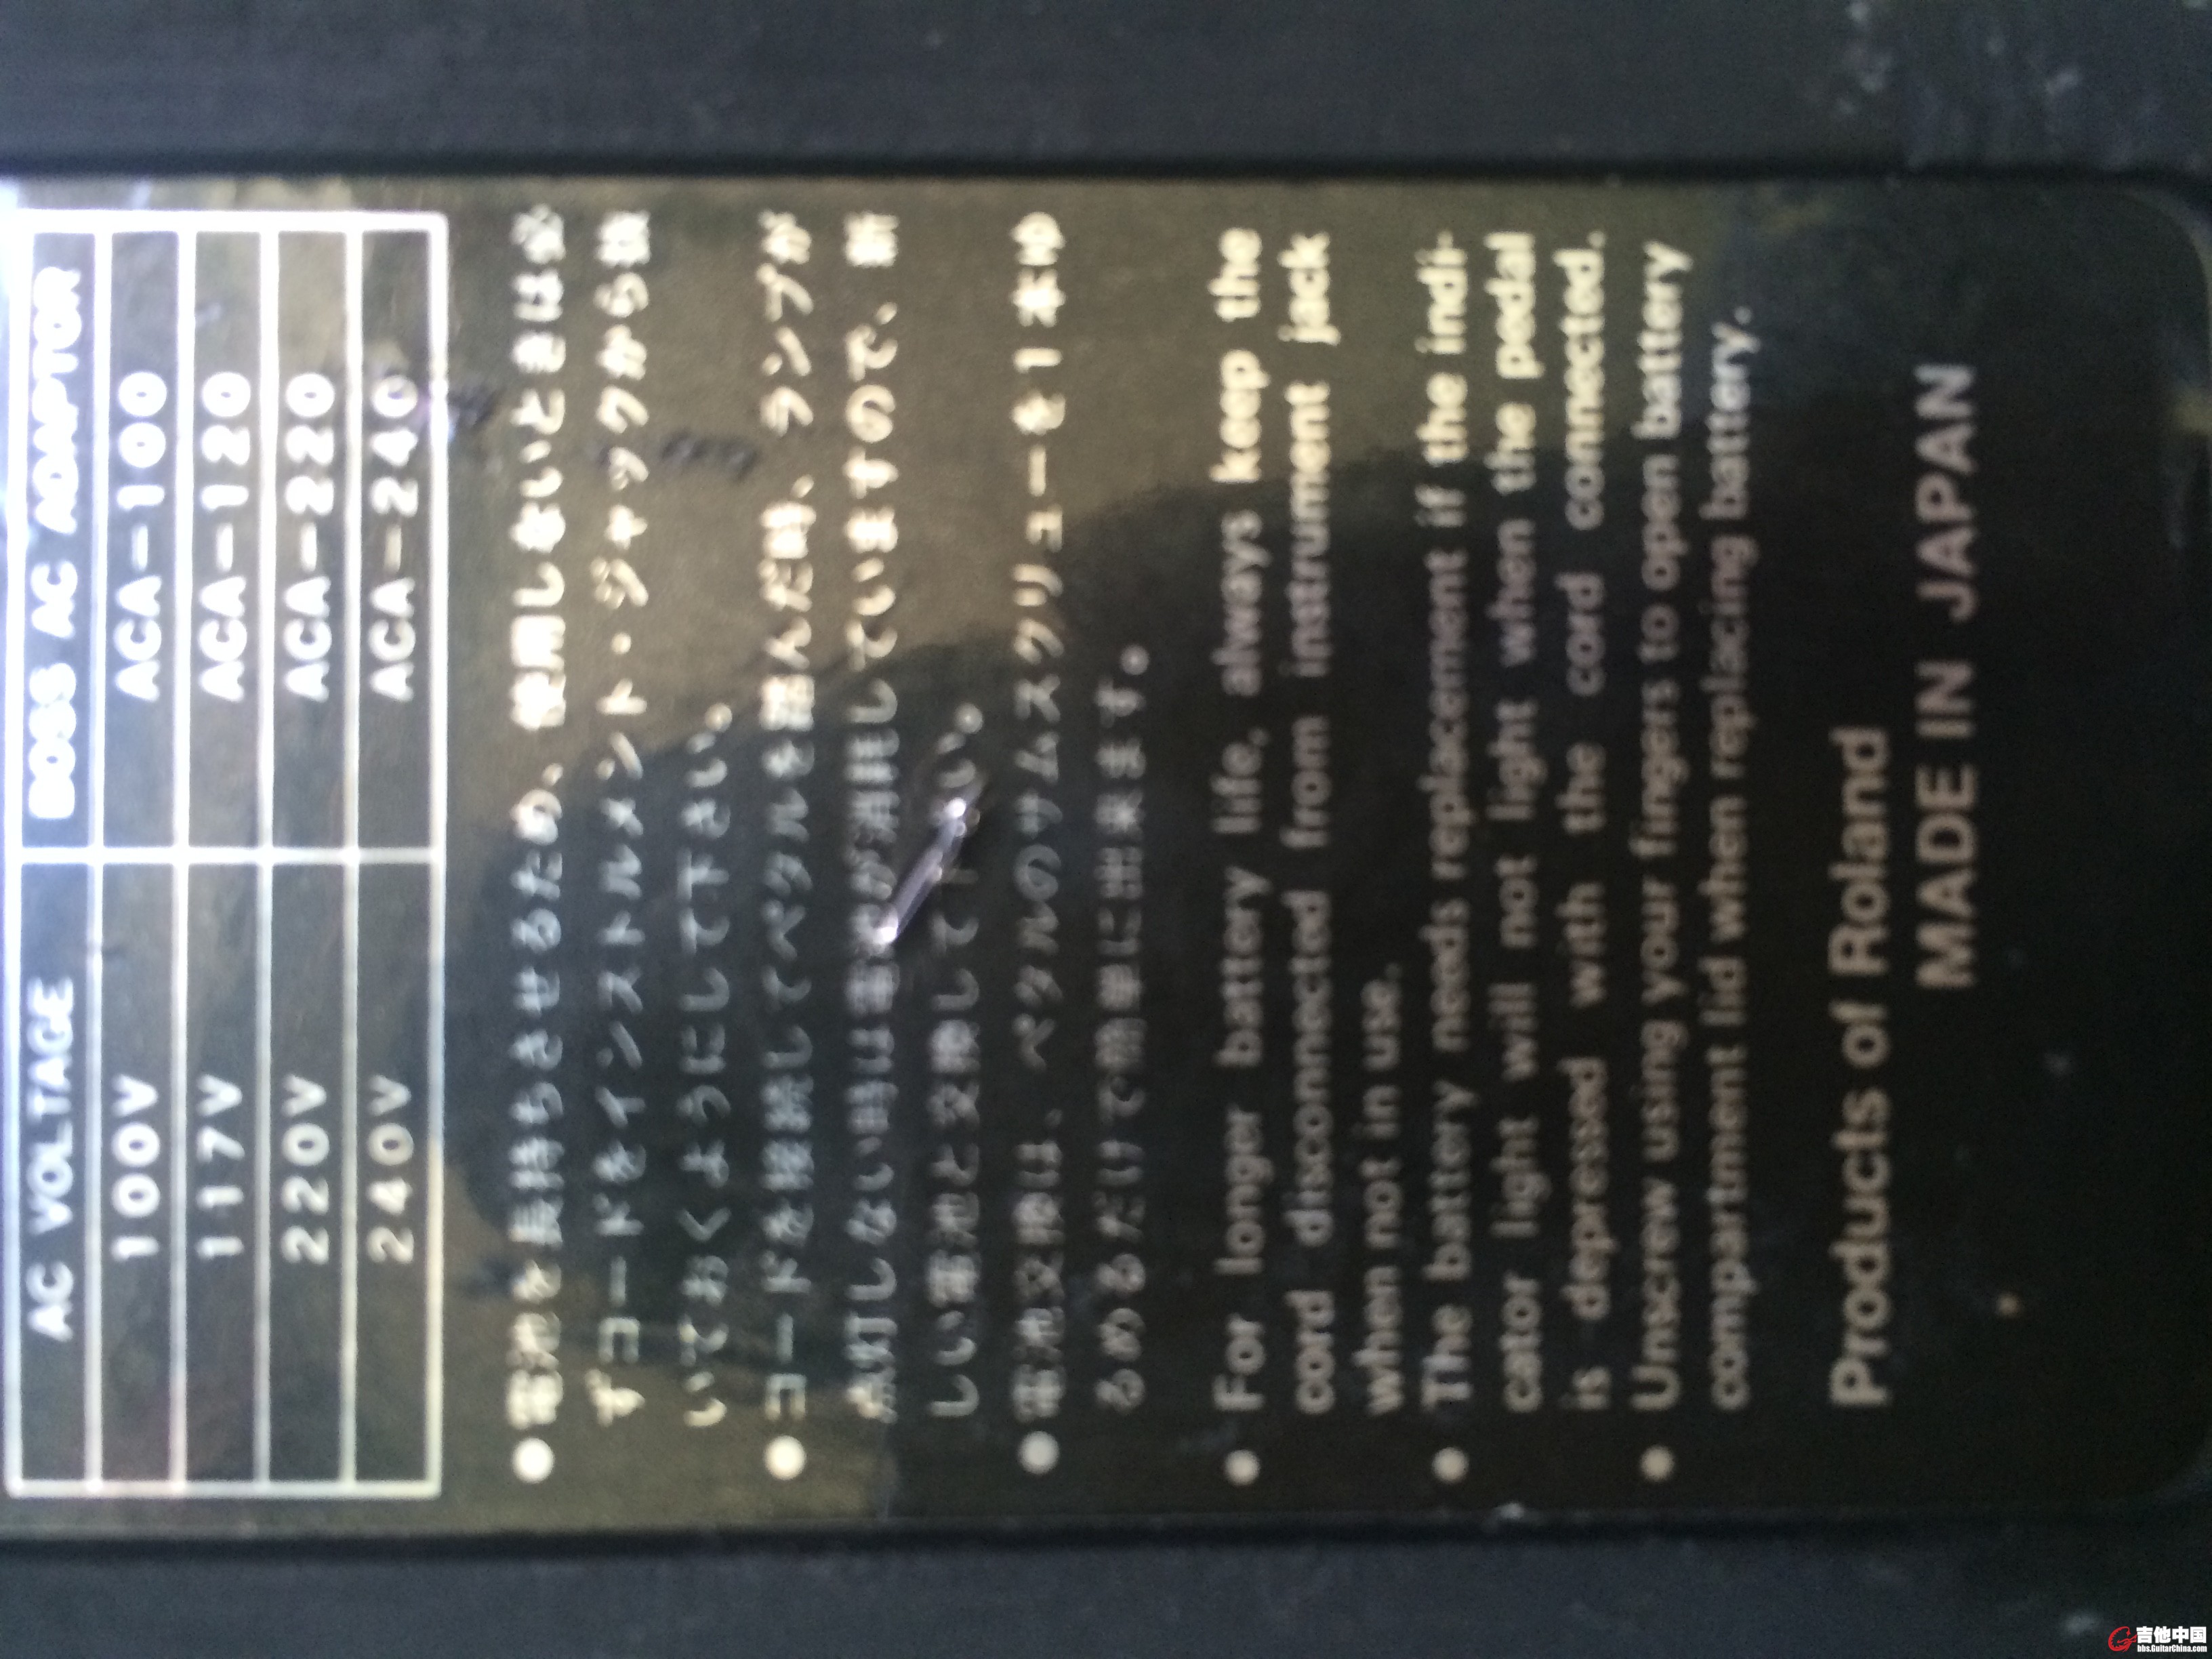 AC VOLTAGE BOSS AC ADAPTOR
100V ACA-100
117V ACA-120
220V ACA-220
240V ACA-240
●電池を長持ちさせるため、使用しないときは必
ずコードをインストルメント・ジャックから抜
いておくようにして下さい。
●コードを接続してペダルを踏んだ時、ランプが
点灯しない時は電池が消耗していますので、新
しい電池と交換して下さい。
●電池交換は、ペダルのサムスクリューを1本ゆ
るめるだけで簡単に出来ます。
● For longer battery life, always keep the
cord disconnected from instrument jack
when not in use.
● The battery needs replacement if the indi-
cator light will not light when the pedal
is depressed with the cord connected.
● Unscrew using your fingers to open battery
compartment lid when replacing battery.
Products of Roland
MADE IN JAPAN
吉他中国
bbs.GuitarChina.com